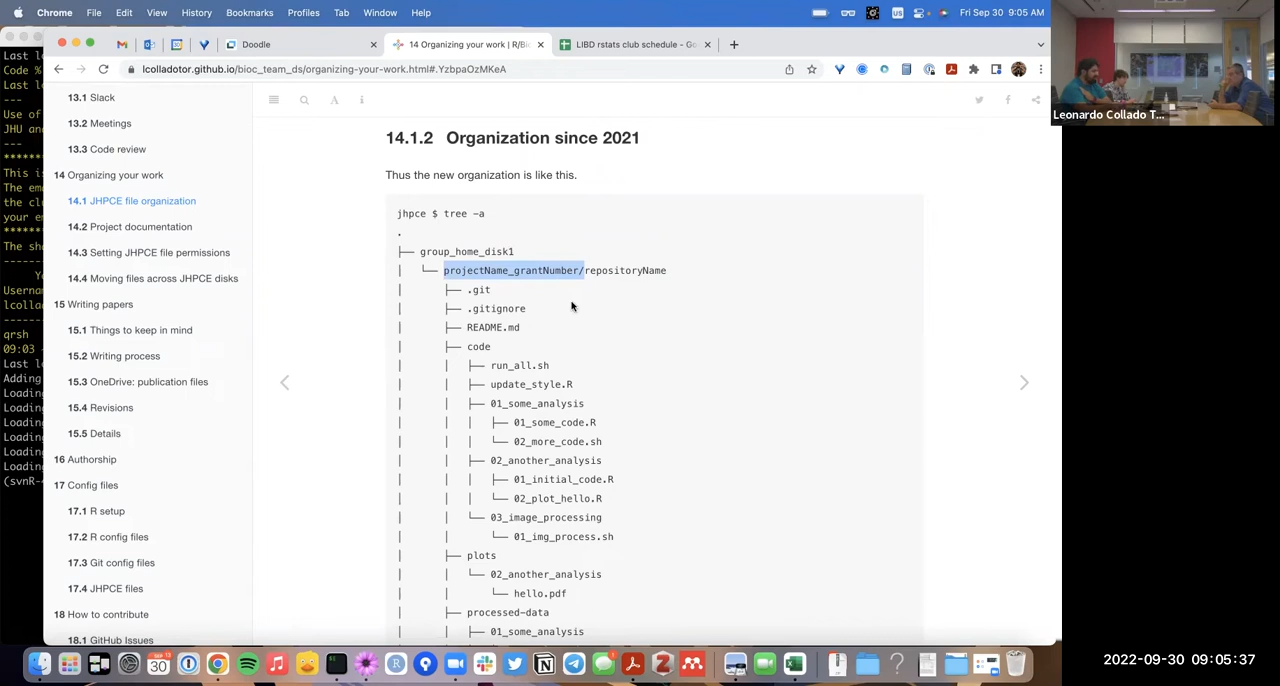 Chrome File Edit View History Bookmarks Profiles Tab Window Help Fri Sep 30 9:05 AM
Doodle 14 Organizing your work | R/Bi LIBD rstats club schedule - Go
lcolladotor.github.io/bioc_team_ds/organizing-your-work.html#.YzbpaOzMKeA
Leonardo Collado T...
Last l
Code %
Last l
---
Use of
JHU an
---
This i
The em
the cl
your e
The sh
Y
Usern
lcolla
qrsh
09:03
Last l
Adding
Loadin
Loadin
Loadin
Loadin
Loadin
(svnR-
13.1 Slack
13.2 Meetings
13.3 Code review
14 Organizing your work
14.1 JHPCE file organization
14.2 Project documentation
14.3 Setting JHPCE file permissions
14.4 Moving files across JHPCE disks
15 Writing papers
15.1 Things to keep in mind
15.2 Writing process
15.3 OneDrive: publication files
15.4 Revisions
15.5 Details
16 Authorship
17 Config files
17.1 R setup
17.2 R config files
17.3 Git config files
17.4 JHPCE files
18 How to contribute
18.1 GitHub Issues
14.1.2 Organization since 2021
Thus the new organization is like this.
jhpce $ tree -a
.
├── group_home_disk1
│   └── projectName_grantNumber/repositoryName
│       ├── .git
│       ├── .gitignore
│       ├── README.md
│       ├── code
│       │   ├── run_all.sh
│       │   ├── update_style.R
│       │   ├── 01_some_analysis
│       │   │   ├── 01_some_code.R
│       │   │   └── 02_more_code.sh
│       │   ├── 02_another_analysis
│       │   │   ├── 01_initial_code.R
│       │   │   └── 02_plot_hello.R
│       │   └── 03_image_processing
│       │       └── 01_img_process.sh
│       ├── plots
│       │   └── 02_another_analysis
│       │       └── hello.pdf
│       ├── processed-data
│       │   ├── 01_some_analysis
2022-09-30 09:05:37